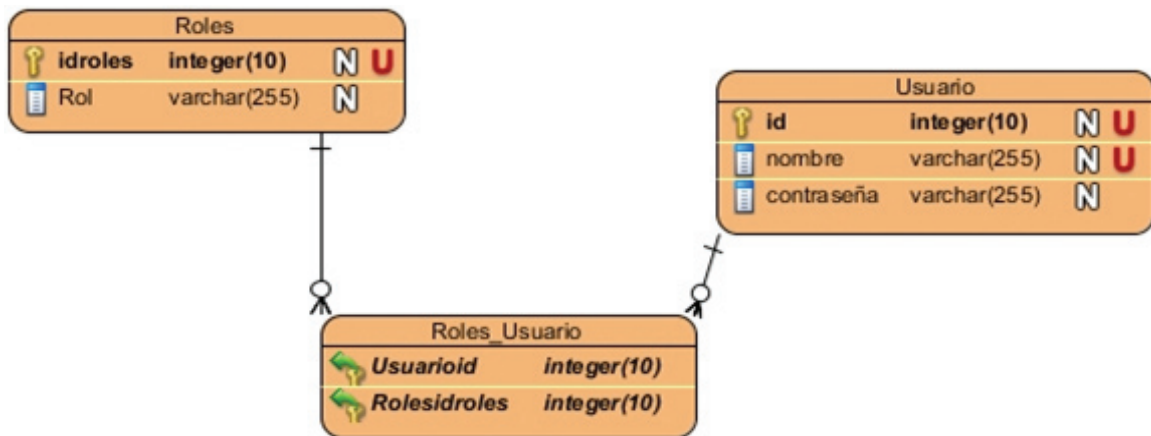 Roles
idroles integer(10) N U
Rol varchar(255) N
Usuario
id integer(10) N U
nombre varchar(255) N U
contraseña varchar(255) N
Roles_Usuario
Usuarioid integer(10)
Rolesidroles integer(10)